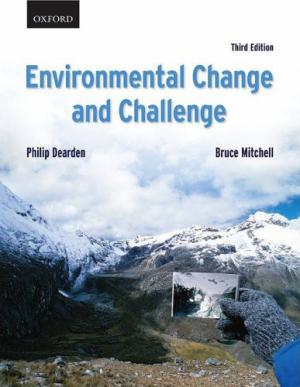 OXFORD
Third Edition
Environmental Change
and Challenge
Philip Dearden
Bruce Mitchell